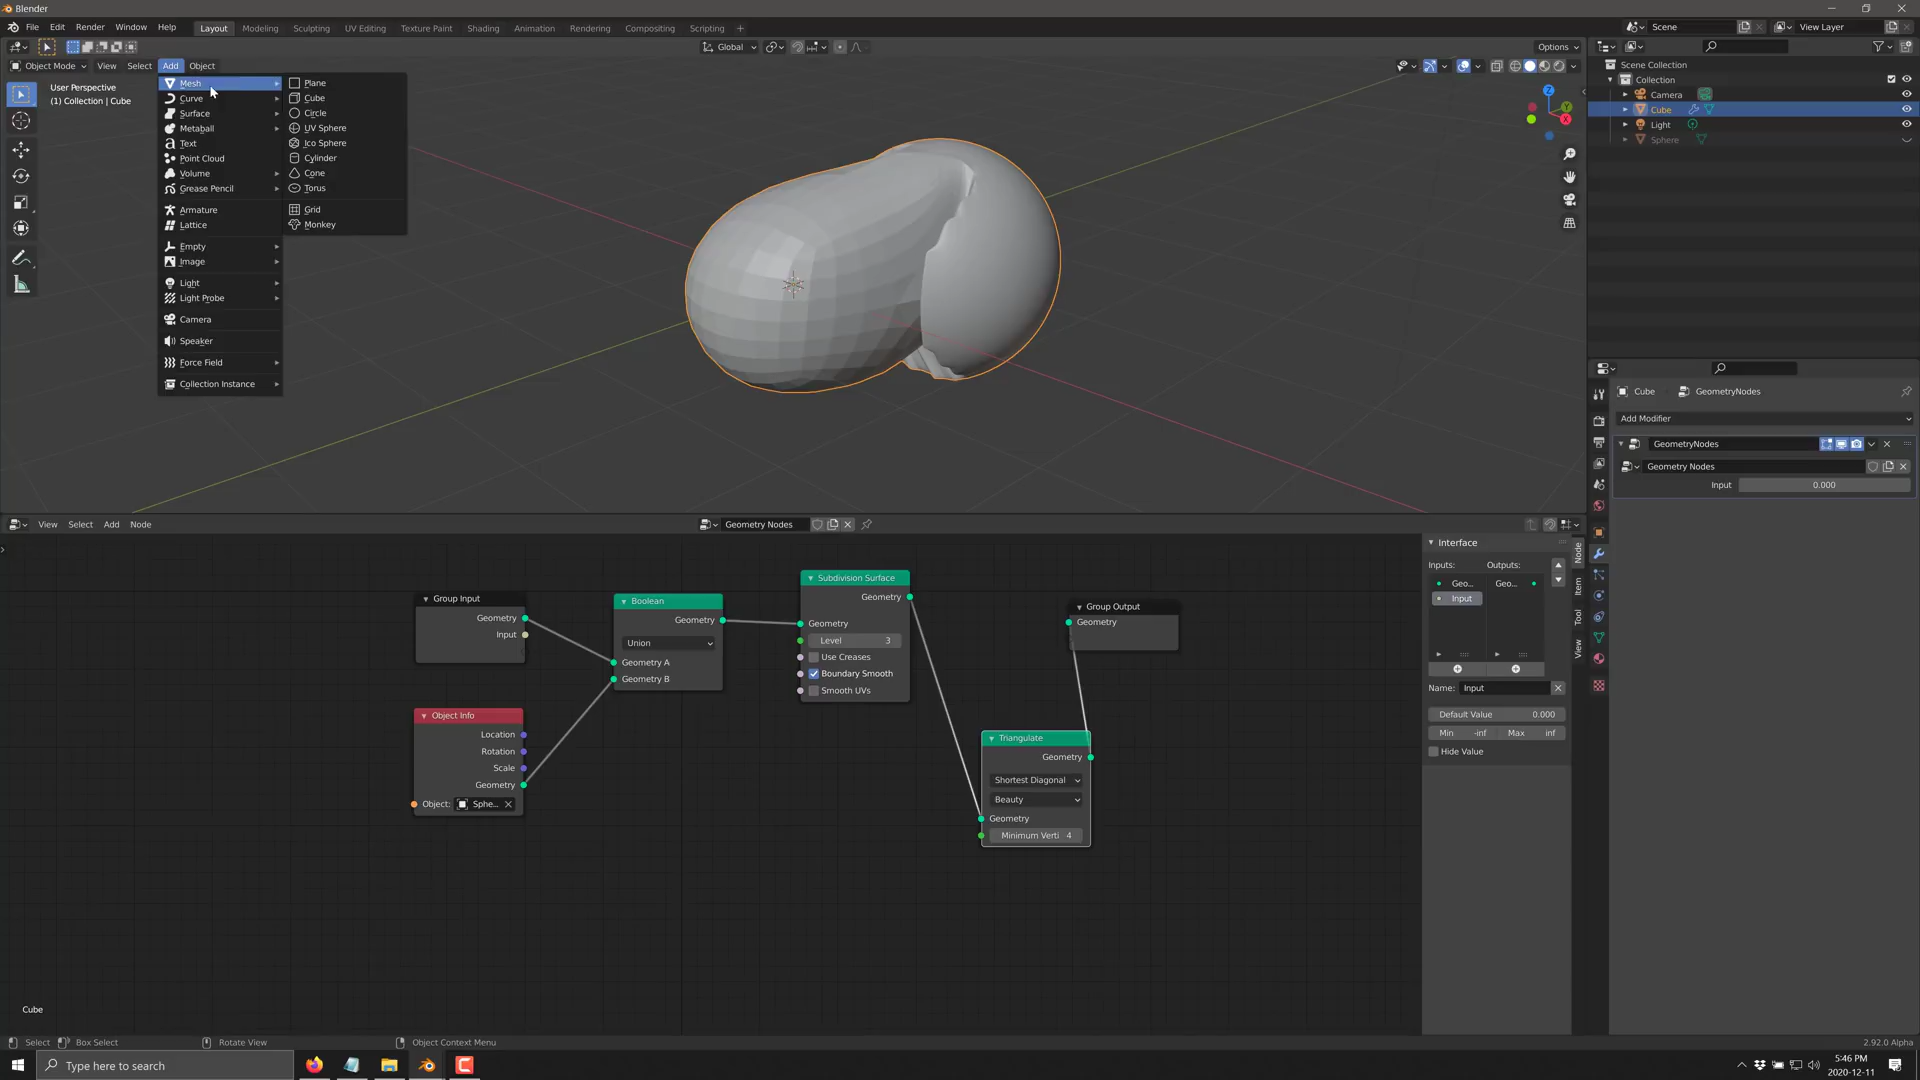 Blender
File Edit Render Window Help
Layout Modeling Sculpting UV Editing Texture Paint Shading Animation Rendering Compositing Scripting +
Scene
View Layer
Global
Options
Object Mode View Select Add Object
User Perspective
(1) Collection | Cube
Mesh
Curve
Surface
Metaball
Text
Point Cloud
Volume
Grease Pencil
Armature
Lattice
Empty
Image
Light
Light Probe
Camera
Speaker
Force Field
Collection Instance
Plane
Cube
Circle
UV Sphere
Ico Sphere
Cylinder
Cone
Torus
Grid
Monkey
Z
Y
X
Scene Collection
Collection
Camera
Cube
Light
Sphere
Cube GeometryNodes
Add Modifier
GeometryNodes
Geometry Nodes
Input 0.000
View Select Add Node
Geometry Nodes
Group Input
Geometry
Input
Object Info
Location
Rotation
Scale
Geometry
Object: Sphe...
Boolean
Geometry
Union
Geometry A
Geometry B
Subdivision Surface
Geometry
Geometry
Level 3
Use Creases
Boundary Smooth
Smooth UVs
Triangulate
Geometry
Shortest Diagonal
Beauty
Geometry
Minimum Verti 4
Group Output
Geometry
Interface
Inputs: Outputs:
Geo... Geo...
Input
Name: Input
Default Value 0.000
Min -inf Max inf
Hide Value
Node
Item
Tool
View
Cube
Select Box Select Rotate View Object Context Menu
2.92.0 Alpha
Type here to search
5:46 PM
2020-12-11